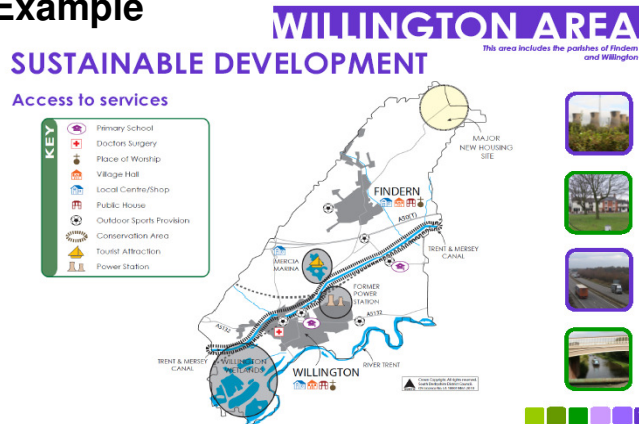 Example
WILLINGTON AREA
This area includes the parishes of Findern
and Willington
SUSTAINABLE DEVELOPMENT
Access to services
KEY
Primary School
Doctors Surgery
Place of Worship
Village Hall
Local Centre/Shop
Public House
Outdoor Sports Provision
Conservation Area
Tourist Attraction
Power Station
MAJOR
NEW HOUSING
SITE
FINDERN
A50(T)
TRENT & MERSEY
CANAL
MERCIA
MARINA
FORMER
POWER
STATION
A5132
A5132
TRENT & MERSEY
CANAL
WILLINGTON
WETLANDS
WILLINGTON
RIVER TRENT